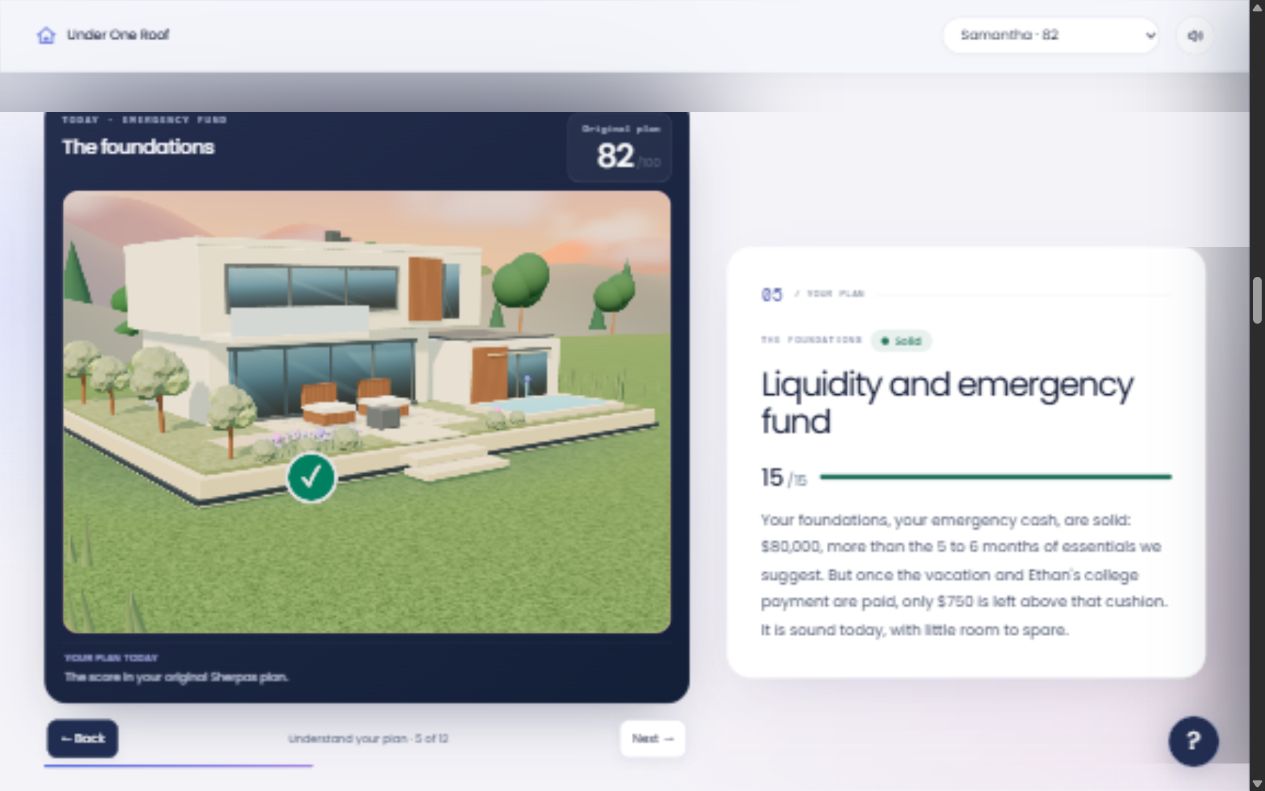 Under One Roof
Samantha · 82
TODAY - EMERGENCY FUND
The foundations
Original plan
82 /100
05 / YOUR PLAN
THE FOUNDATIONS
Solid
Liquidity and emergency
fund
15 /15
Your foundations, your emergency cash, are solid:
$80,000, more than the 5 to 6 months of essentials we
suggest. But once the vacation and Ethan's college
payment are paid, only $750 is left above that cushion.
It is sound today, with little room to spare.
YOUR PLAN TODAY
The score in your original Sherpas plan.
← Back
Understand your plan · 5 of 12
Next →
?